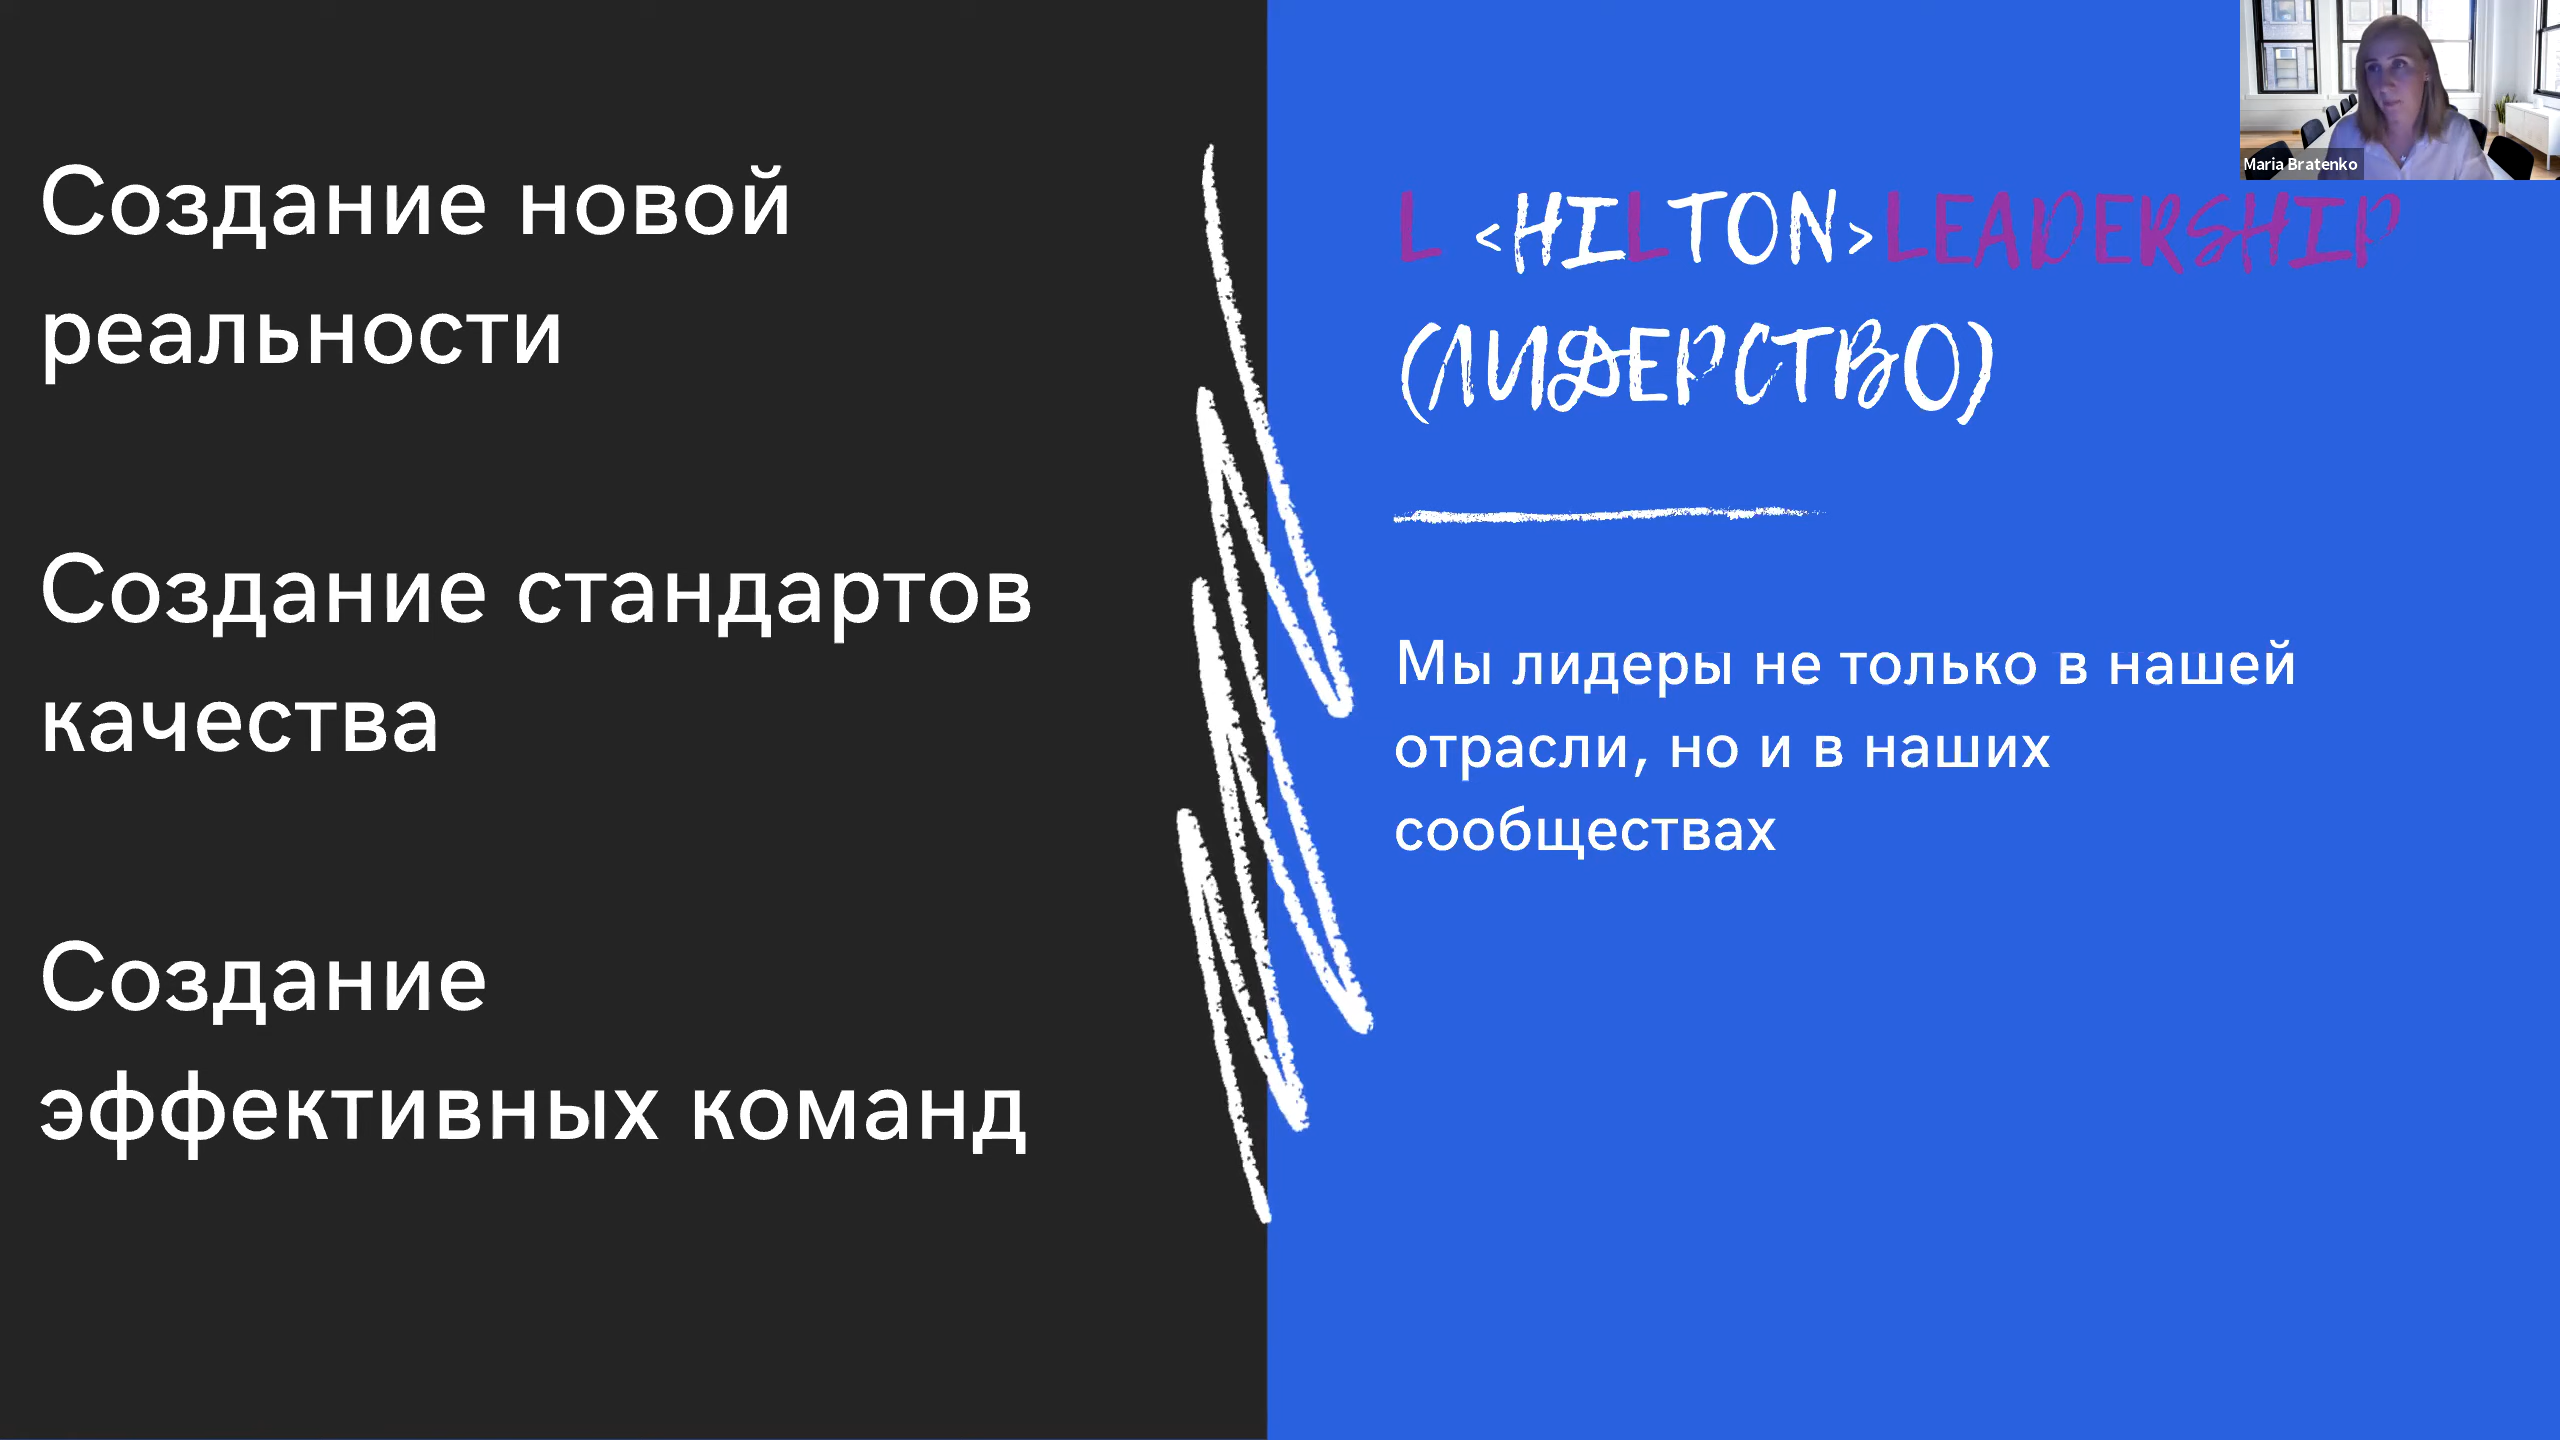 Создание новой
реальности
Создание стандартов
качества
Создание
эффективных команд
L <HILTON> LEADERSHIP
(ЛИДЕРСТВО)
Мы лидеры не только в нашей
отрасли, но и в наших
сообществах
Maria Bratenko